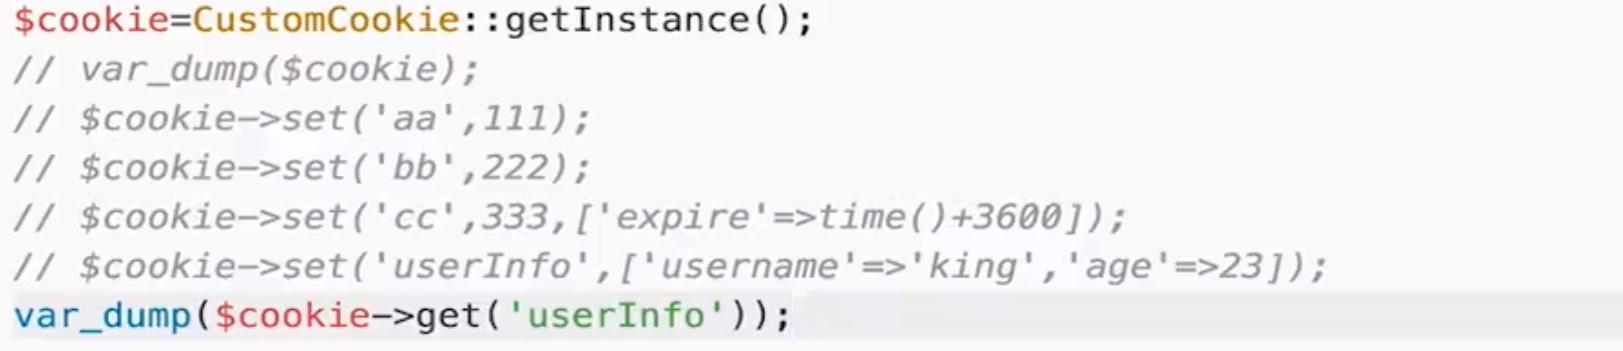 $cookie=CustomCookie::getInstance();
// var_dump($cookie);
// $cookie->set('aa',111);
// $cookie->set('bb',222);
// $cookie->set('cc',333,['expire'=>time()+3600]);
// $cookie->set('userInfo',['username'=>'king','age'=>23]);
var_dump($cookie->get('userInfo'));